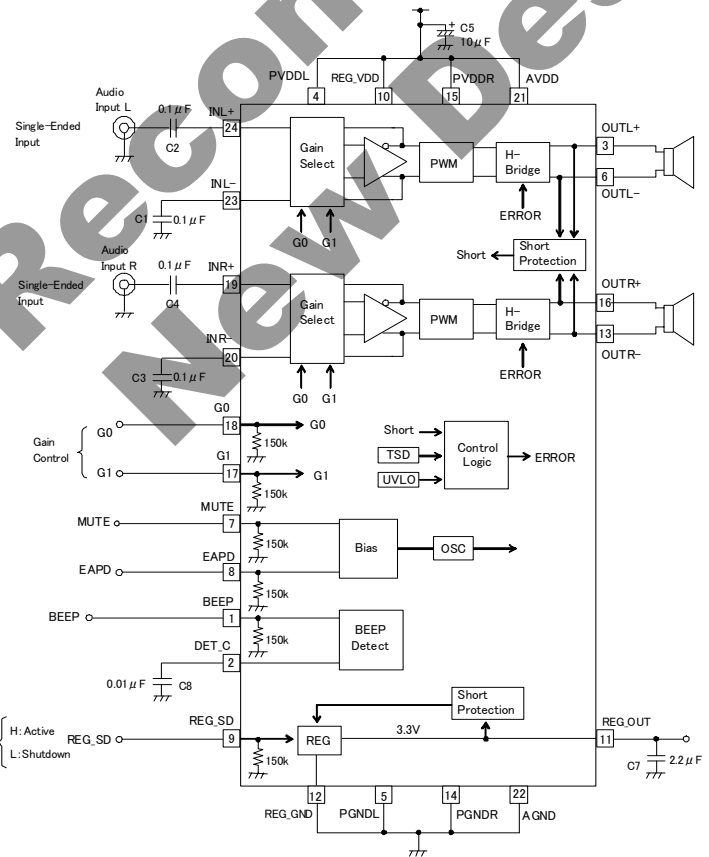 Recom
New Des
C5
+
10μF
PVDDL
REG_VDD
PVDDR
AVDD
4
10
15
21
Audio
Input L
0.1μF
INL+
Single-Ended
Input
C2
24
Gain
Select
PWM
H-
Bridge
OUTL+
3
6
OUTL-
INL-
23
C1
0.1μF
G0
G1
ERROR
Short
Short
Protection
Audio
Input R
0.1μF
INR+
Single-Ended
Input
C4
19
Gain
Select
PWM
H-
Bridge
OUTR+
16
13
OUTR-
INR-
20
C3
0.1μF
G0
G1
ERROR
G0
Gain
Control
G0
18
G0
150k
G1
G1
17
G1
150k
Short
TSD
UVLO
Control
Logic
ERROR
MUTE
MUTE
7
150k
Bias
OSC
EAPD
EAPD
8
150k
BEEP
BEEP
1
150k
BEEP
Detect
DET_C
2
0.01μF
C8
H: Active
L: Shutdown
REG_SD
REG_SD
9
150k
REG
3.3V
Short
Protection
REG_OUT
11
C7
2.2μF
12
5
14
22
REG_GND
PGNDL
PGNDR
AGND